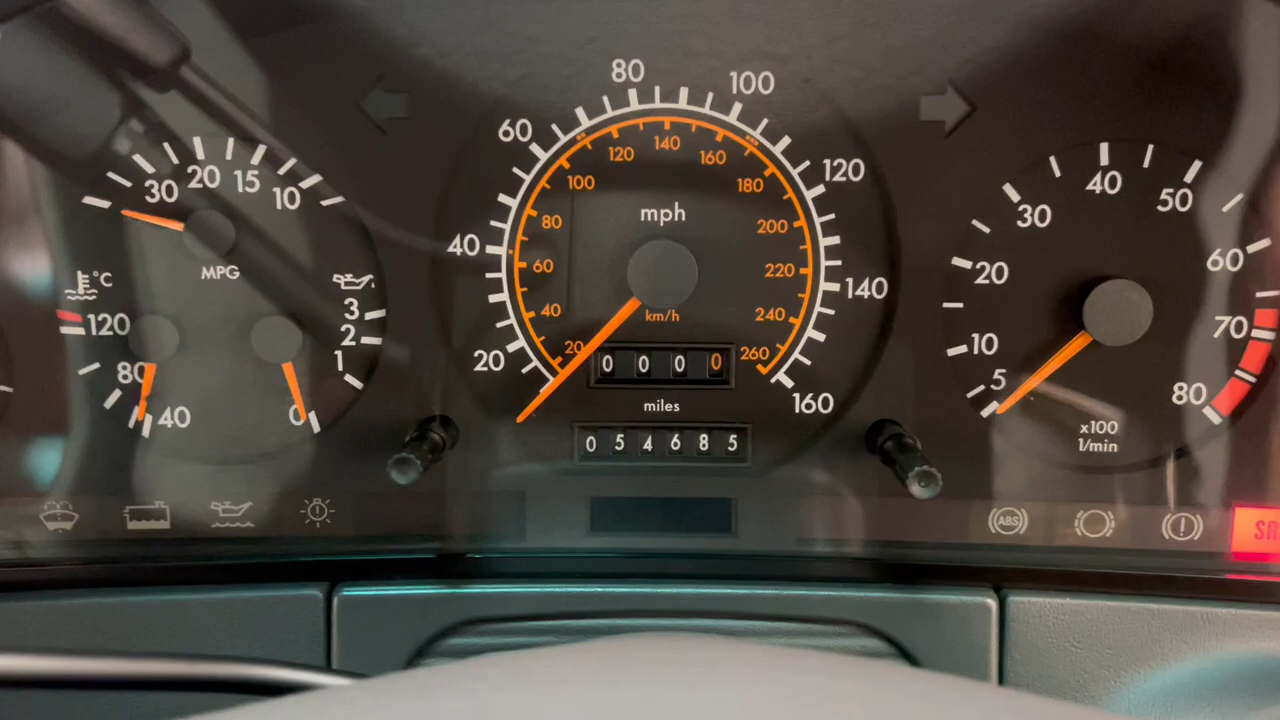 30 20 15 10
MPG
°C
120
80
40
3
2
1
0
20 40 60 80 100 120 140 160
20 40 60 80 100 120 140 160 180 200 220 240 260
mph
km/h
0 0 0 0
miles
0 5 4 6 8 5
5 10 20 30 40 50 60 70 80
x100
1/min
ABS
SR